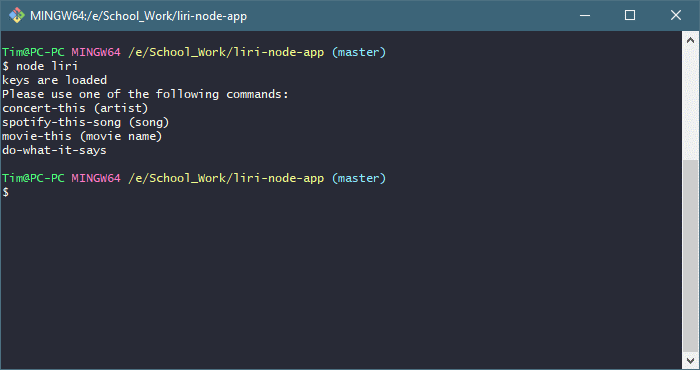 MINGW64:/e/School_Work/liri-node-app
Tim@PC-PC MINGW64 /e/School_Work/liri-node-app (master)
$ node liri
keys are loaded
Please use one of the following commands:
concert-this (artist)
spotify-this-song (song)
movie-this (movie name)
do-what-it-says
Tim@PC-PC MINGW64 /e/School_Work/liri-node-app (master)
$